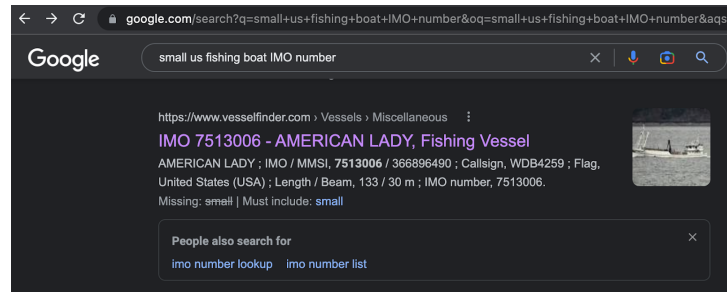 google.com/search?q=small+us+fishing+boat+IMO+number&oq=small+us+fishing+boat+IMO+number&aqs
Google small us fishing boat IMO number
https://www.vesselfinder.com › Vessels › Miscellaneous
IMO 7513006 - AMERICAN LADY, Fishing Vessel
AMERICAN LADY ; IMO / MMSI, 7513006 / 366896490 ; Callsign, WDB4259 ; Flag,
United States (USA) ; Length / Beam, 133 / 30 m ; IMO number, 7513006.
Missing: small | Must include: small
People also search for
imo number lookup imo number list